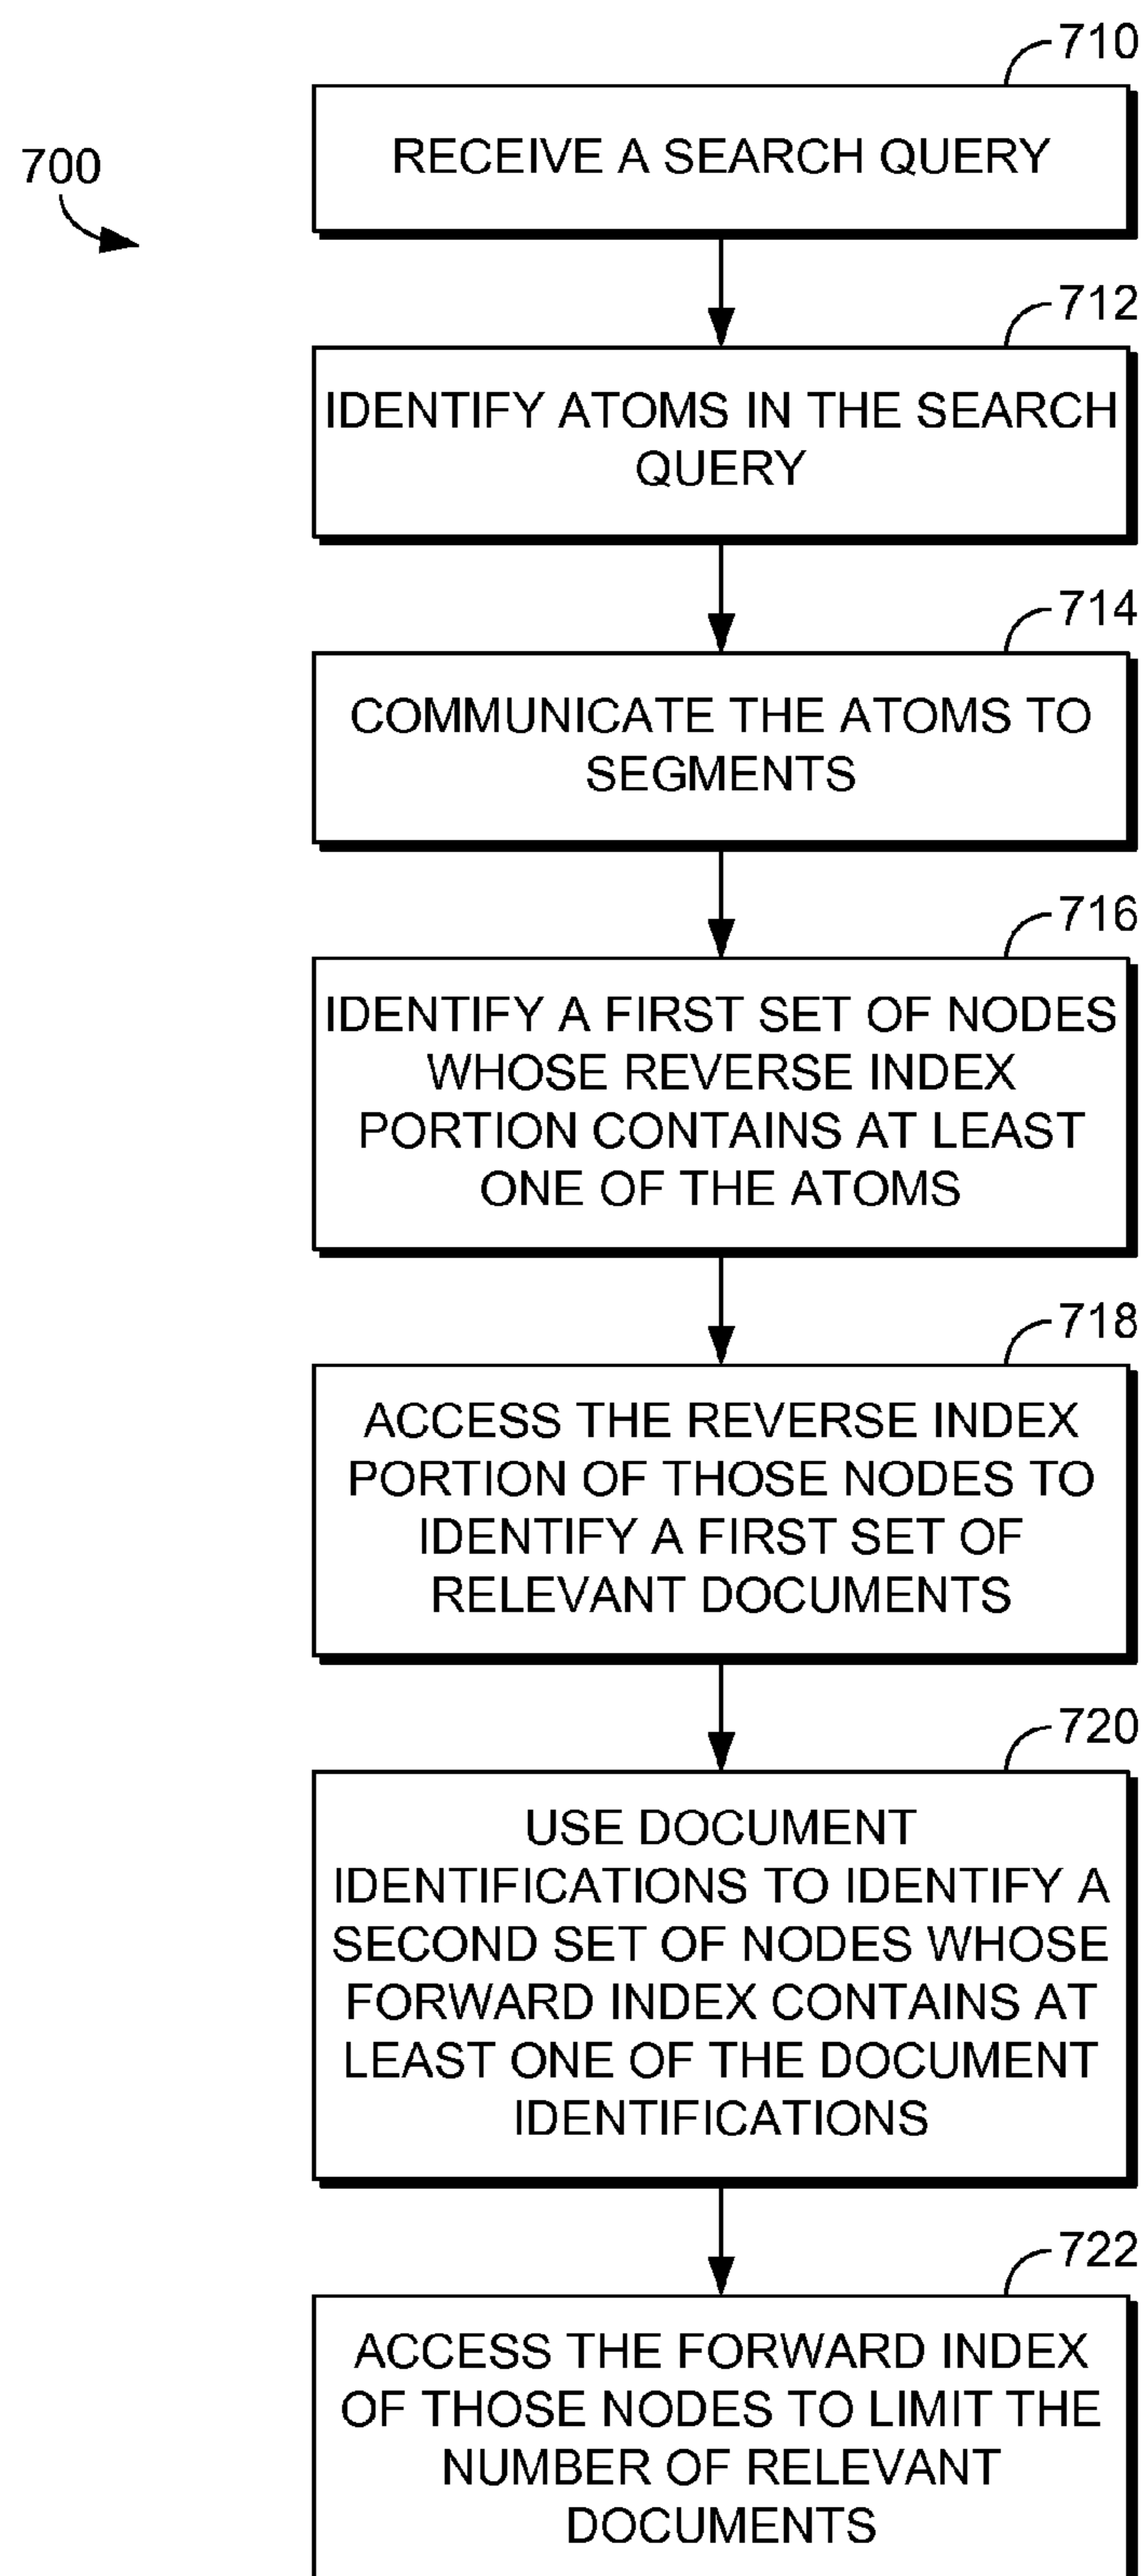 710
RECEIVE A SEARCH QUERY
700
712
IDENTIFY ATOMS IN THE SEARCH
QUERY
714
COMMUNICATE THE ATOMS TO
SEGMENTS
716
IDENTIFY A FIRST SET OF NODES
WHOSE REVERSE INDEX
PORTION CONTAINS AT LEAST
ONE OF THE ATOMS
718
ACCESS THE REVERSE INDEX
PORTION OF THOSE NODES TO
IDENTIFY A FIRST SET OF
RELEVANT DOCUMENTS
720
USE DOCUMENT
IDENTIFICATIONS TO IDENTIFY A
SECOND SET OF NODES WHOSE
FORWARD INDEX CONTAINS AT
LEAST ONE OF THE DOCUMENT
IDENTIFICATIONS
722
ACCESS THE FORWARD INDEX
OF THOSE NODES TO LIMIT THE
NUMBER OF RELEVANT
DOCUMENTS